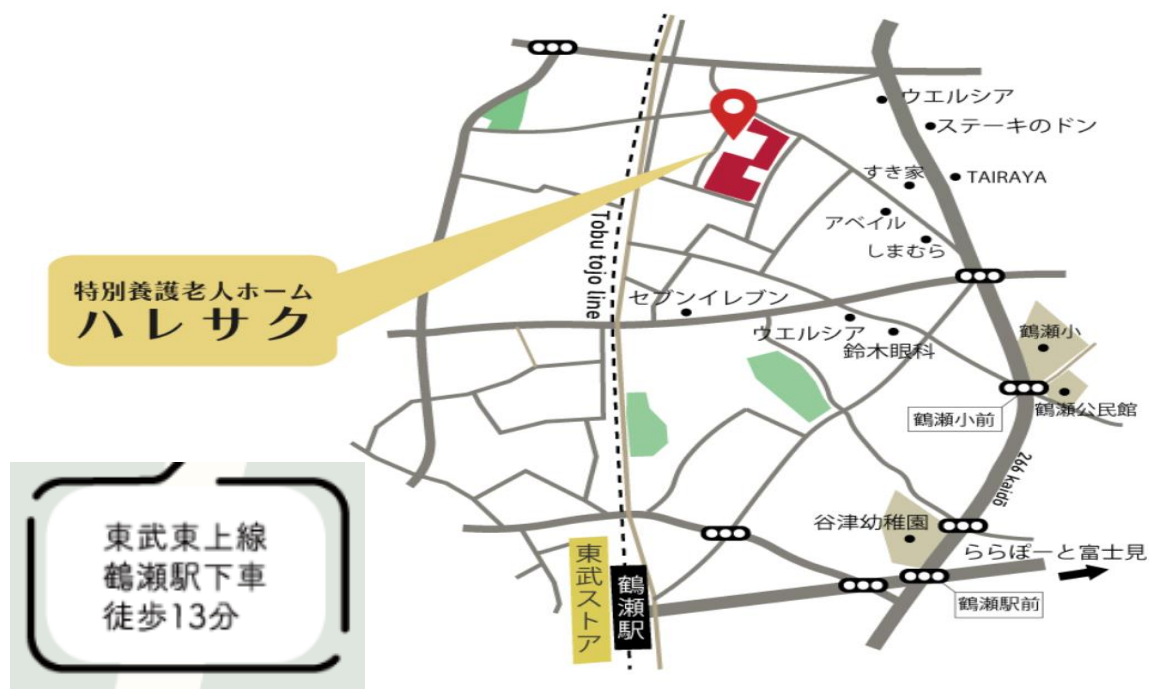 ウエルシア
ステーキのドン
すき家
TAIRAYA
アベイル
しまむら
Tobu tojo line
特別養護老人ホーム
ハレサク
セブンイレブン
ウエルシア
鈴木眼科
鶴瀬小
鶴瀬公民館
鶴瀬小前
266 kaidō
谷津幼稚園
ららぽーと富士見
鶴瀬駅前
東武ストア
鶴瀬駅
東武東上線
鶴瀬駅下車
徒歩13分